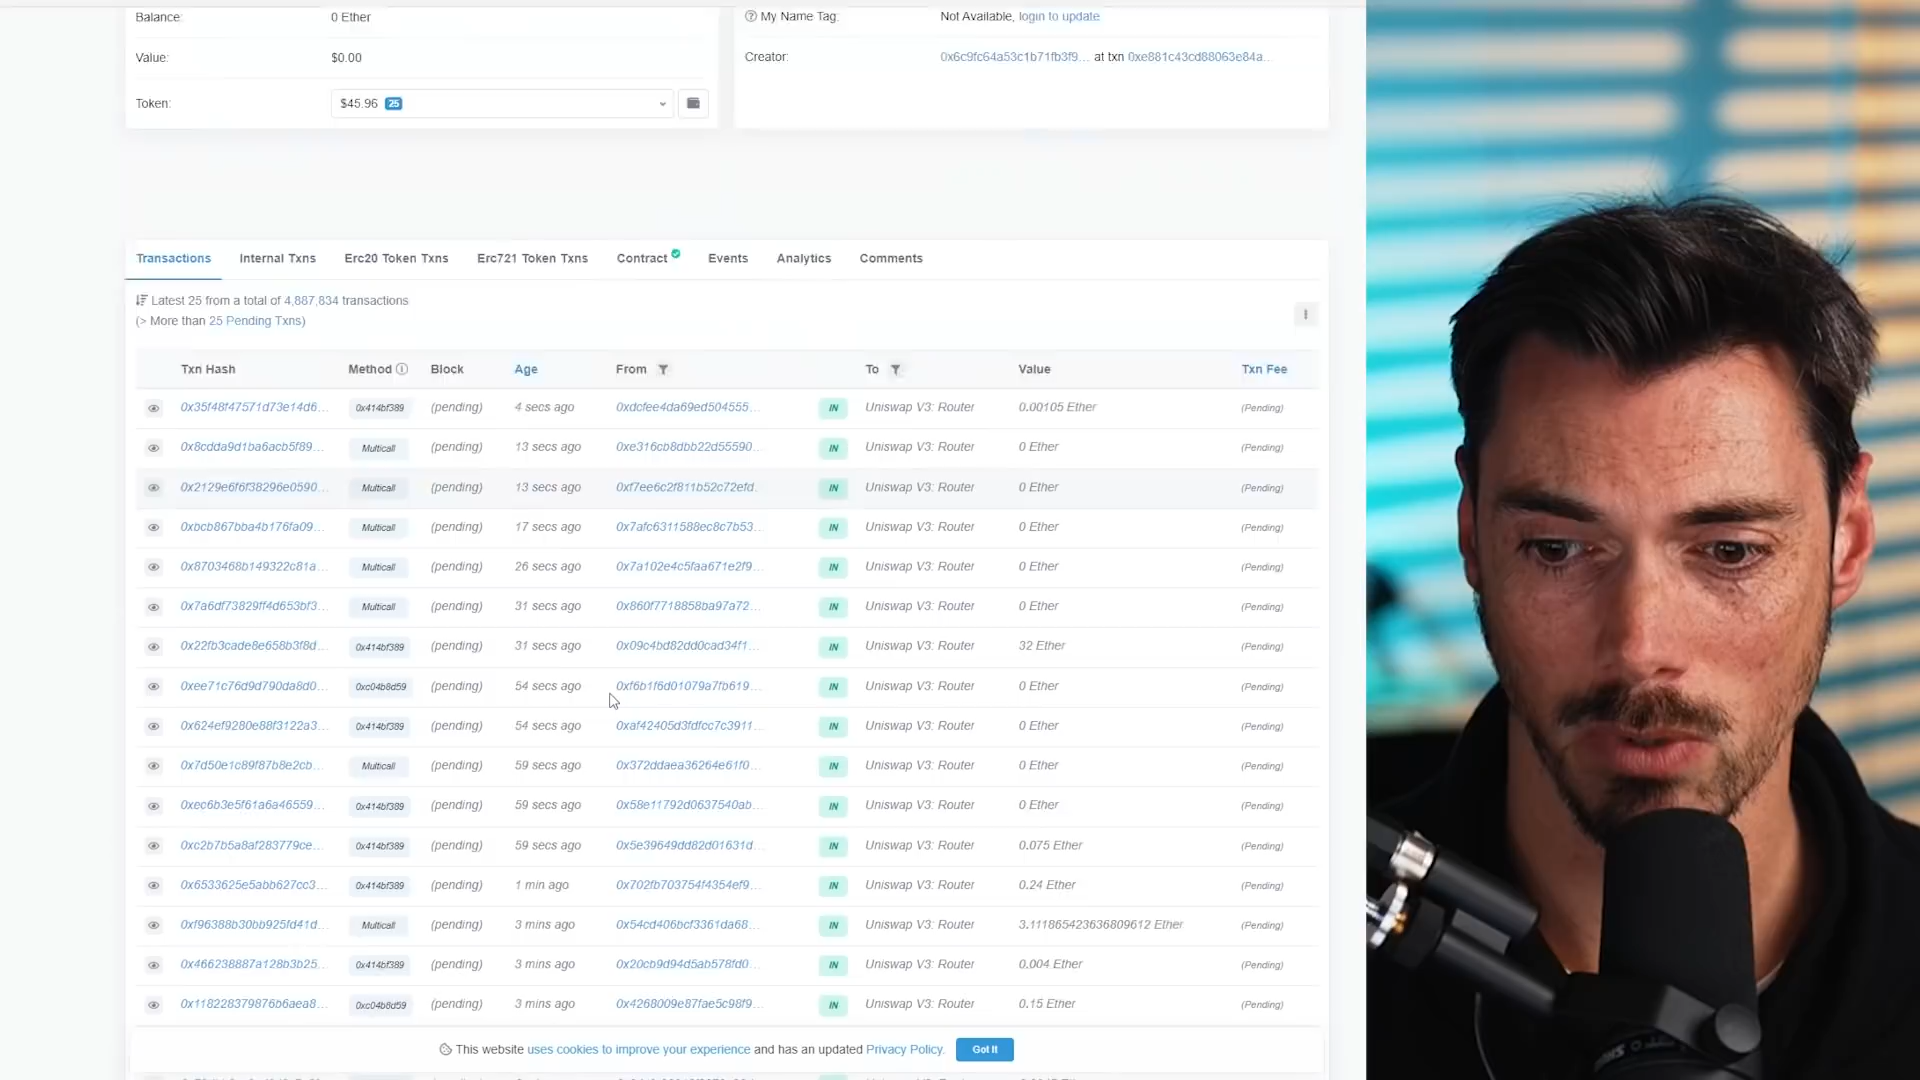 Balance: 0 Ether
My Name Tag: Not Available, login to update
Value: $0.00
Creator: 0x6c9fc64a53c1b71fb3f9... at txn 0xe881c43cd88063e84a...
Token: $45.96 25
Transactions Internal Txns Erc20 Token Txns Erc721 Token Txns Contract Events Analytics Comments
Latest 25 from a total of 4,887,834 transactions
(> More than 25 Pending Txns)
Txn Hash Method Block Age From To Value Txn Fee
0x35f48f47571d73e14d6... 0x414bf389 (pending) 4 secs ago 0xdcfee4da69ed504555... IN Uniswap V3: Router 0.00105 Ether (Pending)
0x8cdda9d1ba6acb5f89... Multicall (pending) 13 secs ago 0xe316cb8dbb22d55590... IN Uniswap V3: Router 0 Ether (Pending)
0x2129e6f6f38296e0590... Multicall (pending) 13 secs ago 0xf7ee6c2f811b52c72efd... IN Uniswap V3: Router 0 Ether (Pending)
0xbcb867bba4b176fa09... Multicall (pending) 17 secs ago 0x7afc6311588ec8c7b53... IN Uniswap V3: Router 0 Ether (Pending)
0x8703468b149322c81a... Multicall (pending) 26 secs ago 0x7a102e4c5faa671e2f9... IN Uniswap V3: Router 0 Ether (Pending)
0x7a6df73829ff4d653bf3... Multicall (pending) 31 secs ago 0x860f7718858ba97a72... IN Uniswap V3: Router 0 Ether (Pending)
0x22fb3cade8e658b3f8d... 0x414bf389 (pending) 31 secs ago 0x09c4bd82dd0cad34f1... IN Uniswap V3: Router 32 Ether (Pending)
0xee71c76d9d790da8d0... 0xc04b8d59 (pending) 54 secs ago 0xf6b1f6d01079a7fb619... IN Uniswap V3: Router 0 Ether (Pending)
0x624ef9280e88f3122a3... 0x414bf389 (pending) 54 secs ago 0xaf42405d3fdfcc7c3911... IN Uniswap V3: Router 0 Ether (Pending)
0x7d50e1c89f87b8e2cb... Multicall (pending) 59 secs ago 0x372ddaea36264e61f0... IN Uniswap V3: Router 0 Ether (Pending)
0xec6b3e5f61a6a46559... 0x414bf389 (pending) 59 secs ago 0x58e11792d0637540ab... IN Uniswap V3: Router 0 Ether (Pending)
0xc2b7b5a8af283779ce... 0x414bf389 (pending) 59 secs ago 0x5e39649dd82d01631d... IN Uniswap V3: Router 0.075 Ether (Pending)
0x6533625e5abb627cc3... 0x414bf389 (pending) 1 min ago 0x702fb703754f4354ef9... IN Uniswap V3: Router 0.24 Ether (Pending)
0xf96388b30bb925fd41d... Multicall (pending) 3 mins ago 0x54cd406bcf3361da68... IN Uniswap V3: Router 3.111865423636809612 Ether (Pending)
0x466238887a128b3b25... 0x414bf389 (pending) 3 mins ago 0x20cb9d94d5ab578fd0... IN Uniswap V3: Router 0.004 Ether (Pending)
0x118228379876b6aea8... 0xc04b8d59 (pending) 3 mins ago 0x4268009e87fae5c98f9... IN Uniswap V3: Router 0.15 Ether (Pending)
This website uses cookies to improve your experience and has an updated Privacy Policy. Got It